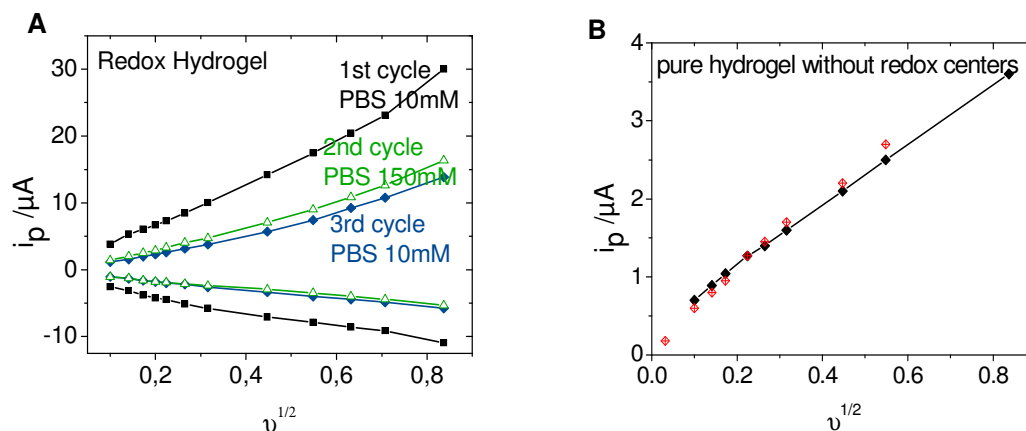 A
Redox Hydrogel
1st cycle
PBS 10mM
2nd cycle
PBS 150mM
3rd cycle
PBS 10mM
30
20
10
0
-10
i_p /µA
0,2
0,4
0,6
0,8
υ^1/2
B
pure hydrogel without redox centers
4
3
2
1
0
i_p /µA
0.0
0.2
0.4
0.6
0.8
υ^1/2